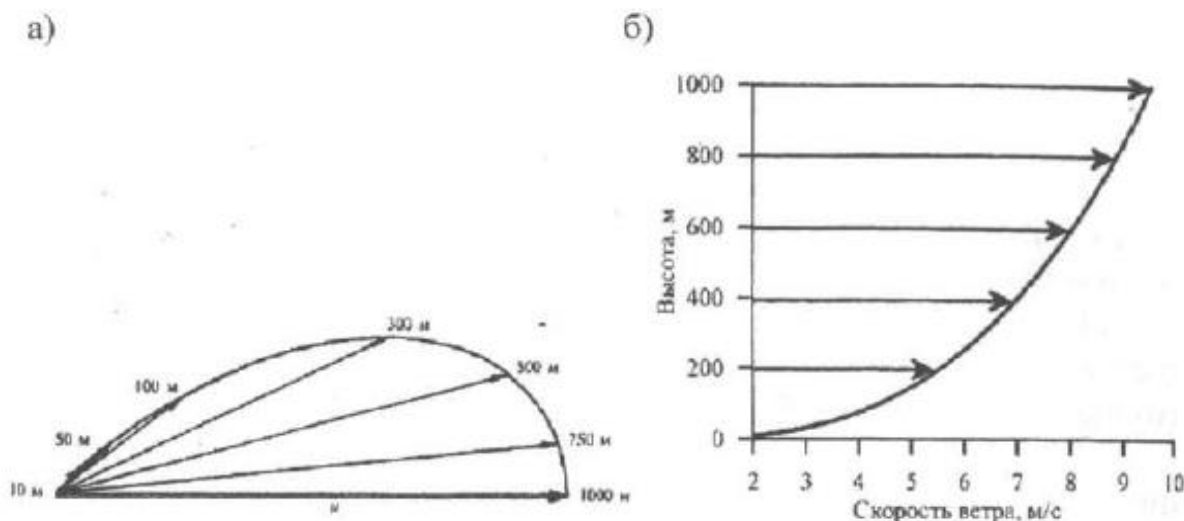 а)
300 м
100 м
500 м
50 м
750 м
10 м
1000 м
б)
1000
800
600
400
200
0
Высота, м
2 3 4 5 6 7 8 9 10
Скорость ветра, м/с